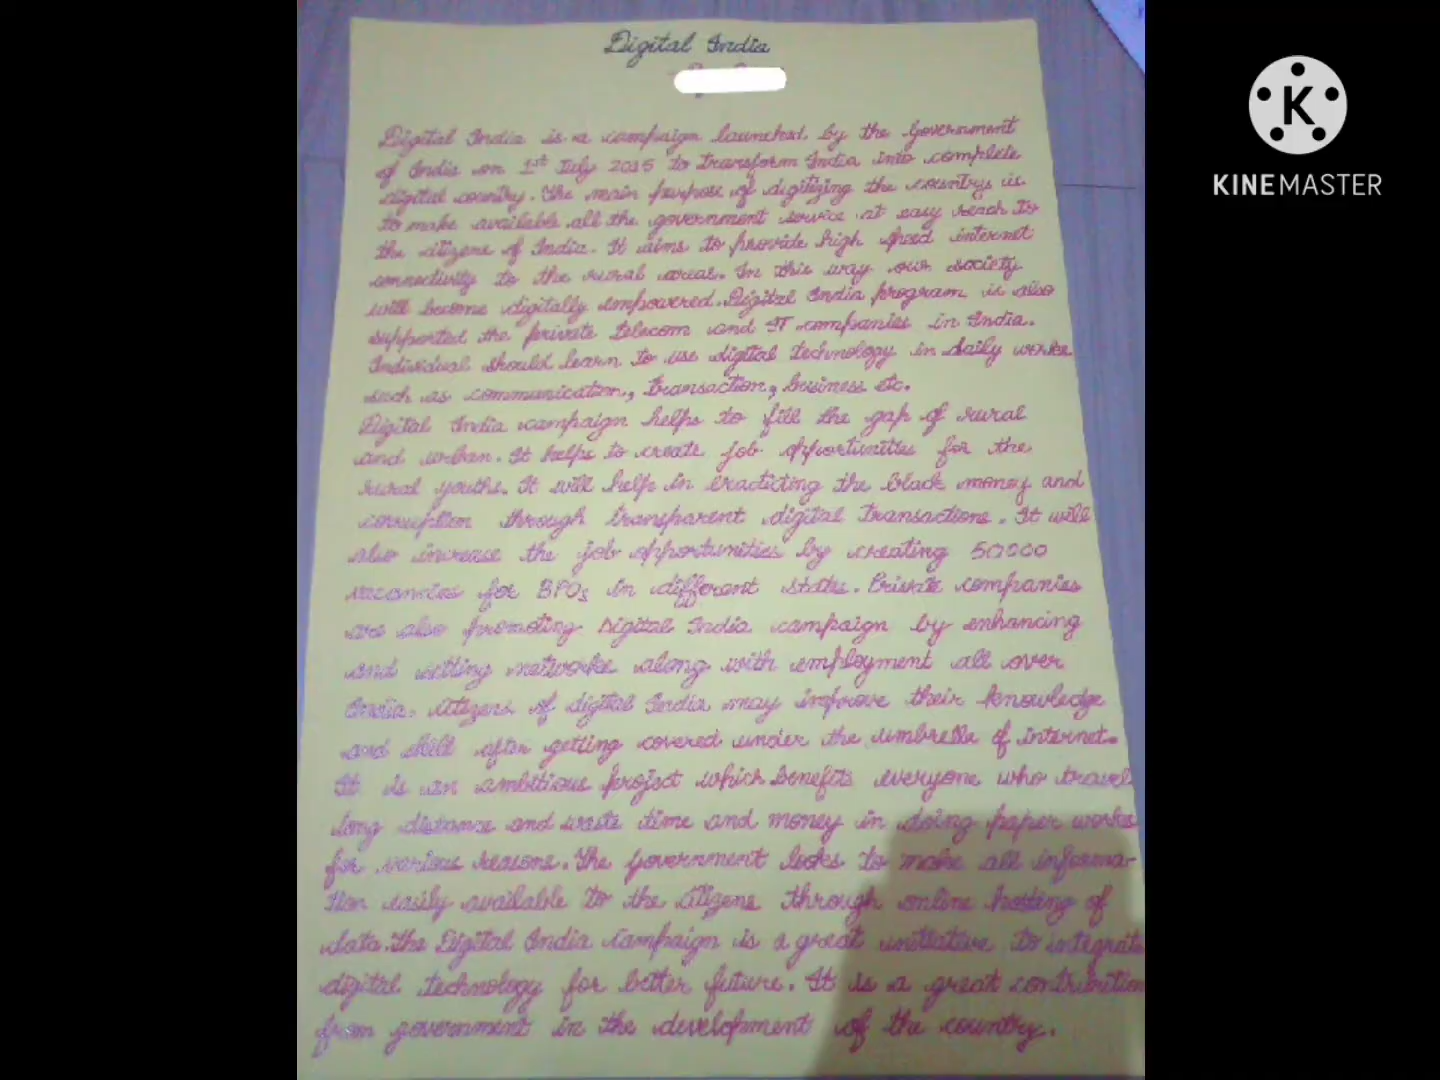 Digital India
Digital India is a campaign launched by the Government
of India on 1st July 2015 to transform India into complete
digital country. The main purpose of digitizing the country is
to make available all the government service at easy reach to
the citizens of India. It aims to provide high speed internet
connectivity to the rural areas. In this way our society
will become digitally empowered. Digital India program is also
supported the private telecom and IT companies in India.
Individual should learn to use digital technology in daily works
such as communication, transaction, business etc.
Digital India campaign helps to fill the gap of rural
and urban. It helps to create job opportunities for the
rural youths. It will help in eradicting the black money and
corruption through transparent digital transactions. It will
also increase the job opportunities by creating 50000
vacancies for BPOs in different states. Private companies
are also promoting Digital India campaign by enhancing
and setting networks along with employment all over
India. Citizens of digital India may improve their knowledge
and skill after getting covered under the umbrella of internet.
It is an ambitious project which benefits everyone who travel
long distance and waste time and money in doing paper works
for various reasons. The government looks to make all informa-
tion easily available to the citizens through online hosting of
data. The Digital India campaign is a great initiative to integrate
digital technology for better future. It is a great contribution
from government in the development of the country.
KINEMASTER